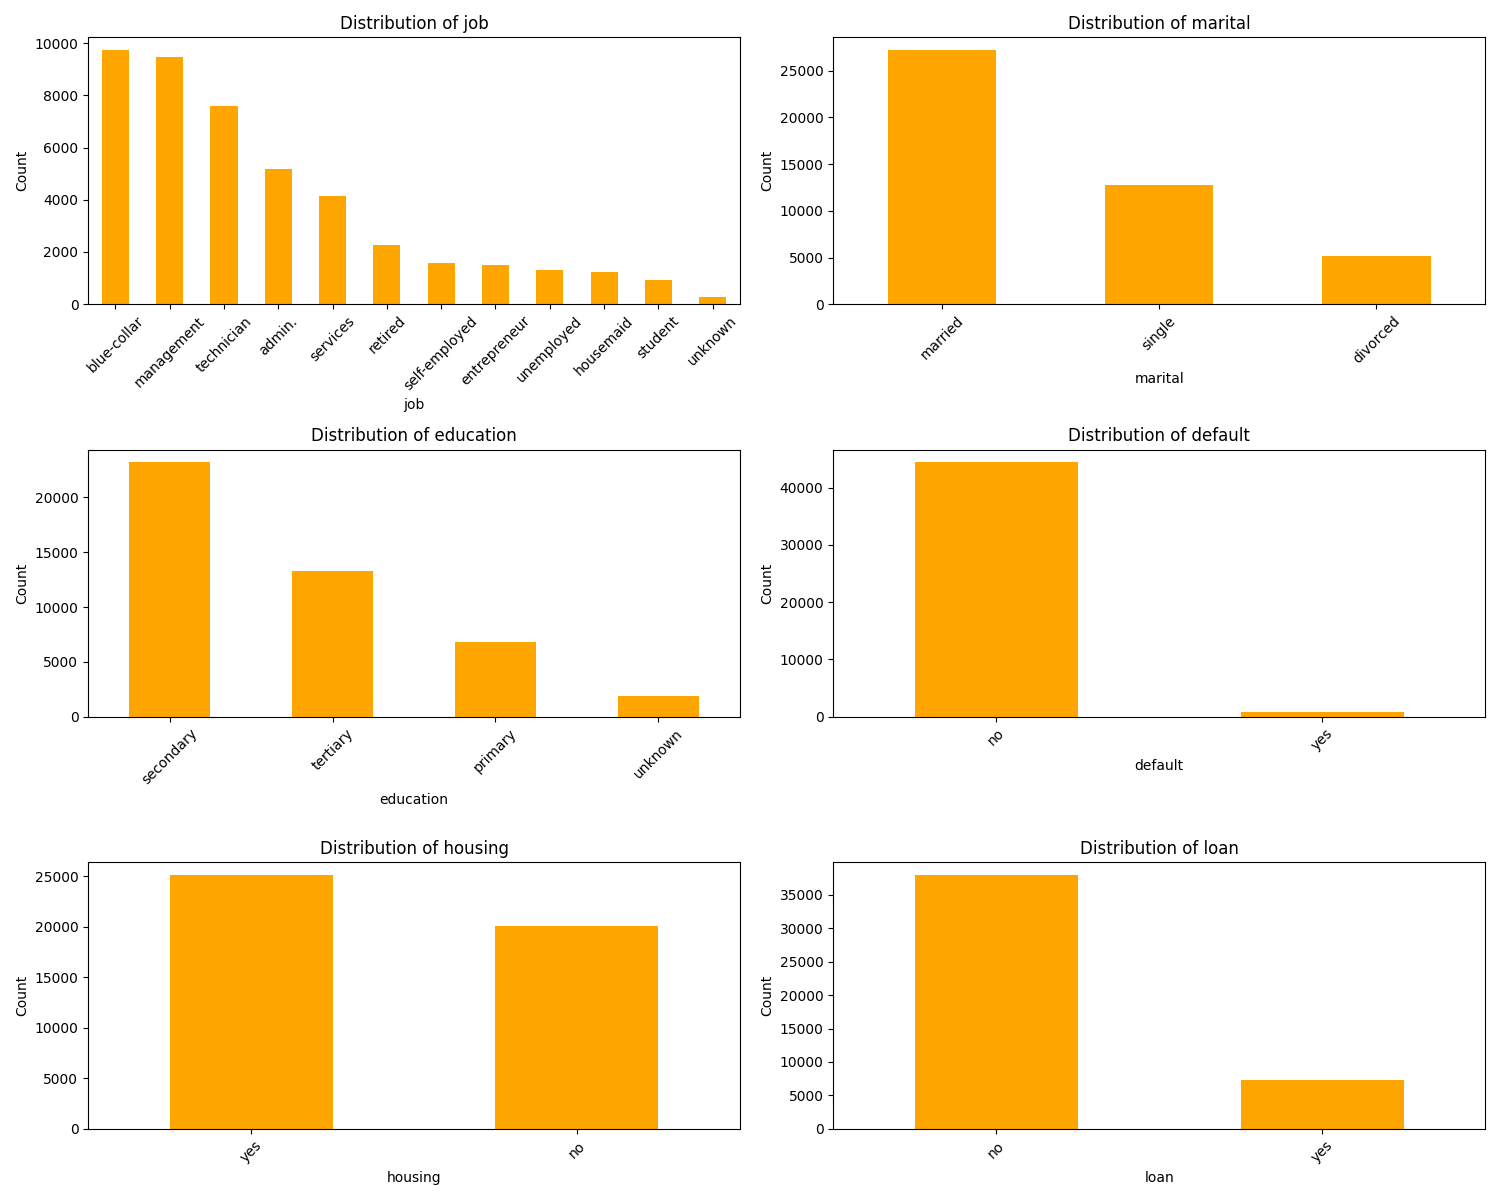 Distribution of job
10000
8000
6000
4000
2000
0
Count
blue-collar
management
technician
admin.
services
retired
self-employed
entrepreneur
unemployed
housemaid
student
unknown
job
Distribution of marital
25000
20000
15000
10000
5000
0
Count
married
single
divorced
marital
Distribution of education
20000
15000
10000
5000
0
Count
secondary
tertiary
primary
unknown
education
Distribution of default
40000
30000
20000
10000
0
Count
no
yes
default
Distribution of housing
25000
20000
15000
10000
5000
0
Count
yes
no
housing
Distribution of loan
35000
30000
25000
20000
15000
10000
5000
0
Count
no
yes
loan